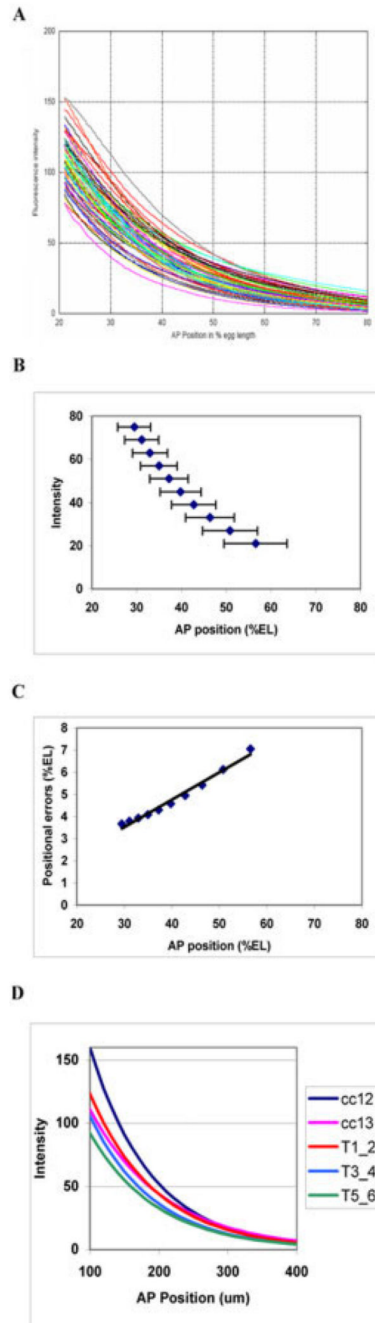 A
200
150
100
50
0
Fluorescence intensity
20 30 40 50 60 70 80
AP Position in % egg length
B
80
60
40
20
0
Intensity
20 30 40 50 60 70 80
AP position (%EL)
C
8
7
6
5
4
3
2
1
0
Positional errors (%EL)
20 30 40 50 60 70 80
AP position (%EL)
D
150
100
50
0
Intensity
100 200 300 400
AP Position (um)
cc12
cc13
T1_2
T3_4
T5_6